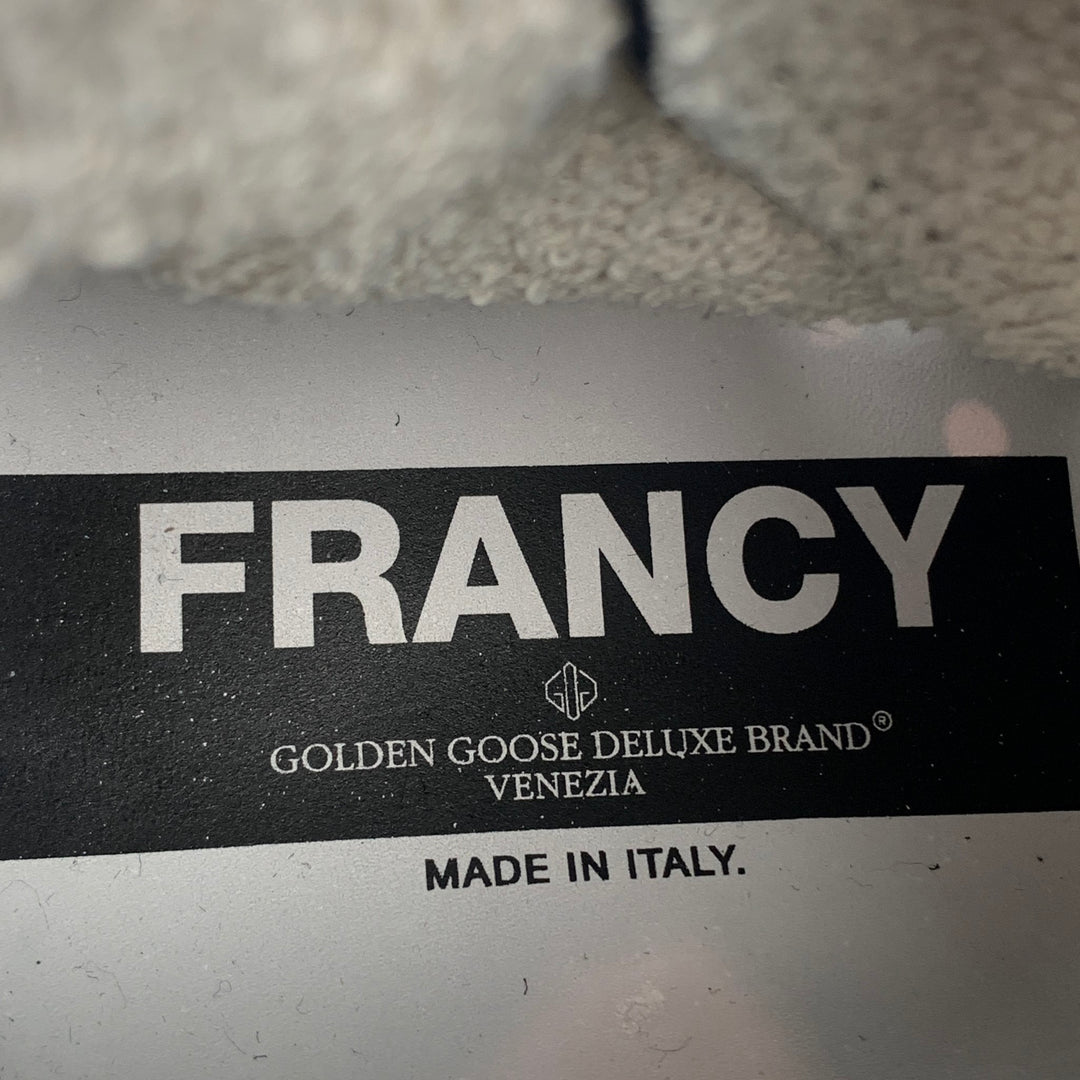 FRANCY
GOLDEN GOOSE DELUXE BRAND®
VENEZIA
MADE IN ITALY.